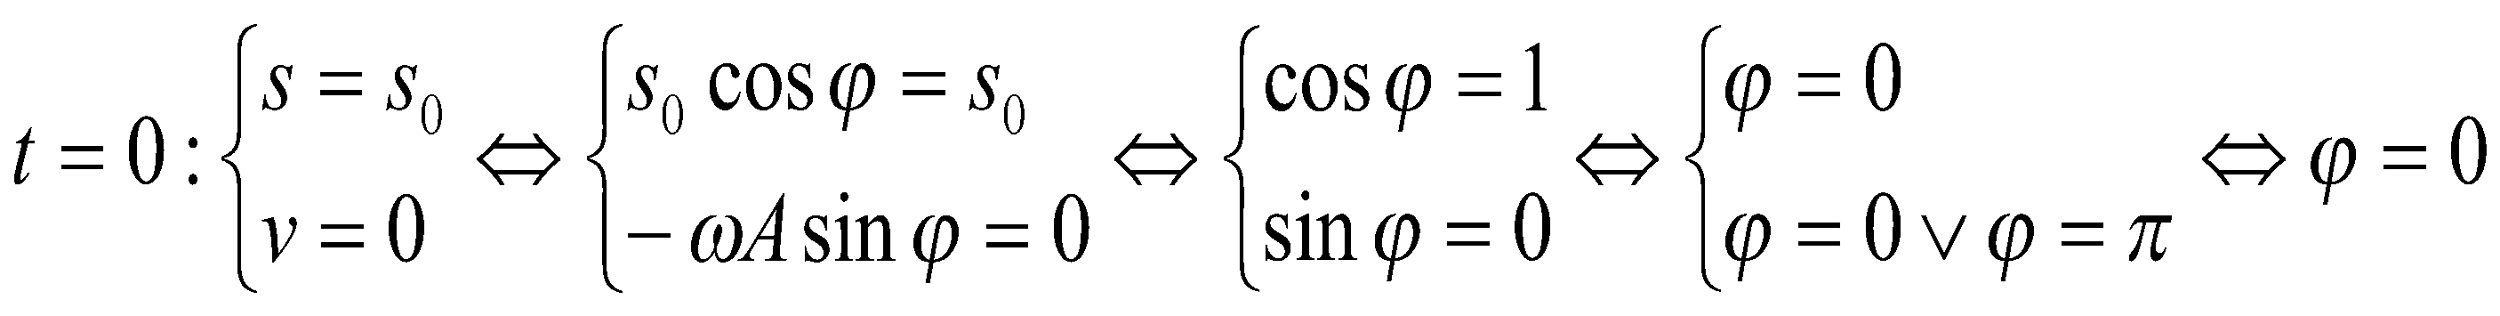 t = 0 : { s = s₀ ; v = 0 ⇔ { s₀ cos φ = s₀ ; − ωA sin φ = 0 ⇔ { cos φ = 1 ; sin φ = 0 ⇔ { φ = 0 ; φ = 0 ∨ φ = π ⇔ φ = 0